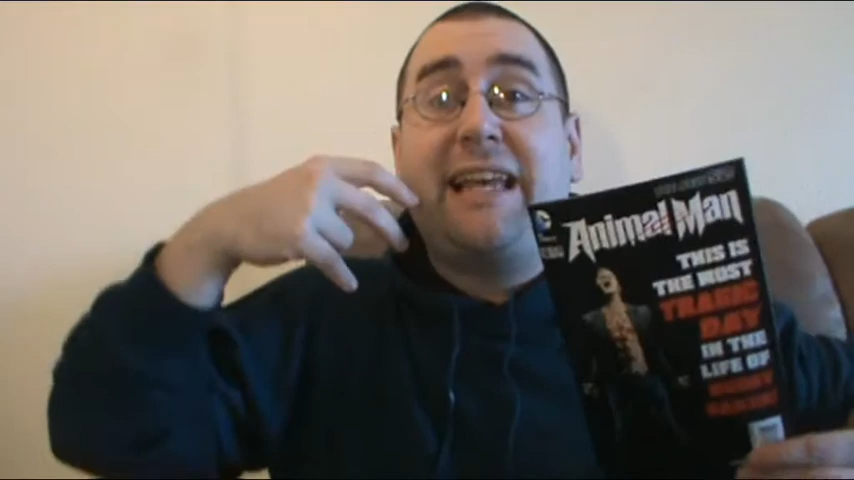 Animal Man
THIS IS
THE MOST
TRAGIC
DAY
IN THE
LIFE OF